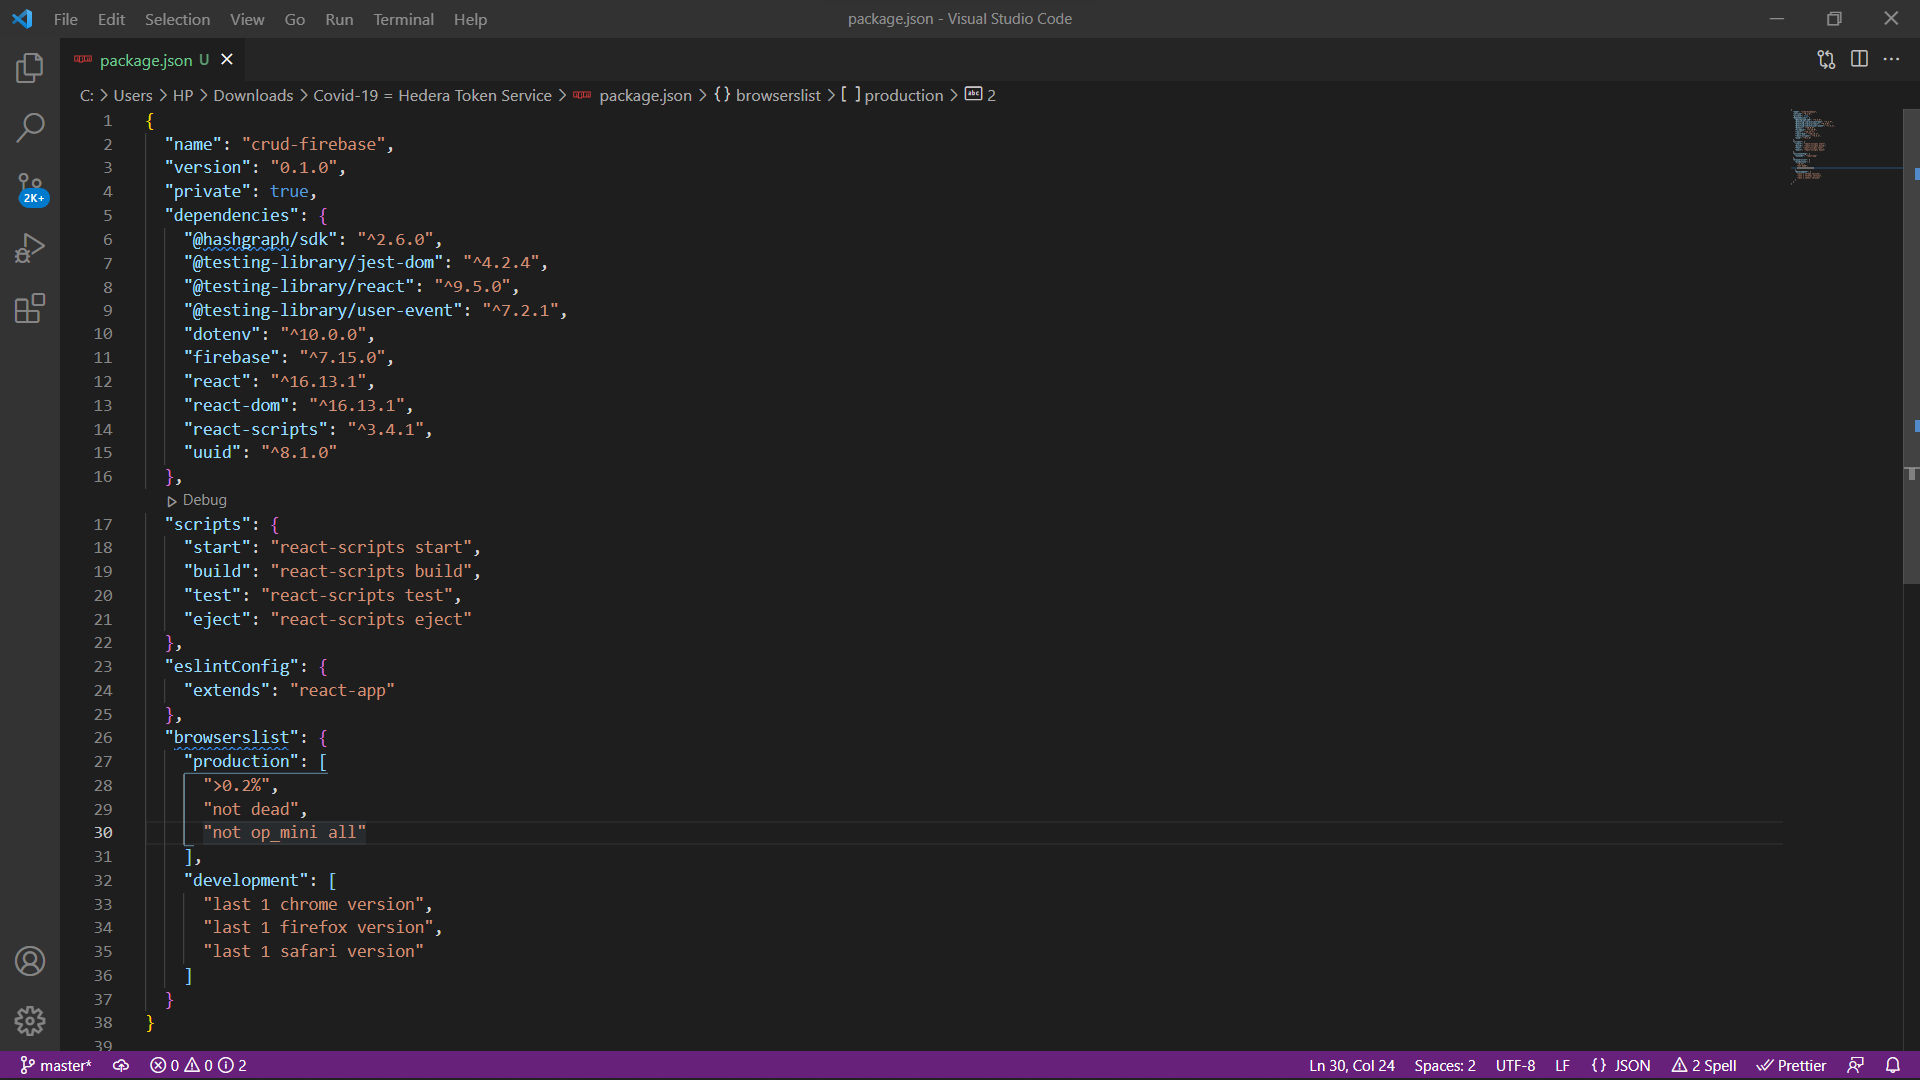 File Edit Selection View Go Run Terminal Help
package.json - Visual Studio Code
package.json U
C: > Users > HP > Downloads > Covid-19 = Hedera Token Service > package.json > {} browserslist > [ ] production > abc 2
1 {
2 "name": "crud-firebase",
3 "version": "0.1.0",
4 "private": true,
5 "dependencies": {
6 "@hashgraph/sdk": "^2.6.0",
7 "@testing-library/jest-dom": "^4.2.4",
8 "@testing-library/react": "^9.5.0",
9 "@testing-library/user-event": "^7.2.1",
10 "dotenv": "^10.0.0",
11 "firebase": "^7.15.0",
12 "react": "^16.13.1",
13 "react-dom": "^16.13.1",
14 "react-scripts": "^3.4.1",
15 "uuid": "^8.1.0"
16 },
Debug
17 "scripts": {
18 "start": "react-scripts start",
19 "build": "react-scripts build",
20 "test": "react-scripts test",
21 "eject": "react-scripts eject"
22 },
23 "eslintConfig": {
24 "extends": "react-app"
25 },
26 "browserslist": {
27 "production": [
28 ">0.2%",
29 "not dead",
30 "not op_mini all"
31 ],
32 "development": [
33 "last 1 chrome version",
34 "last 1 firefox version",
35 "last 1 safari version"
36 ]
37 }
38 }
39
2K+
master* 0 0 2
Ln 30, Col 24 Spaces: 2 UTF-8 LF {} JSON 2 Spell Prettier